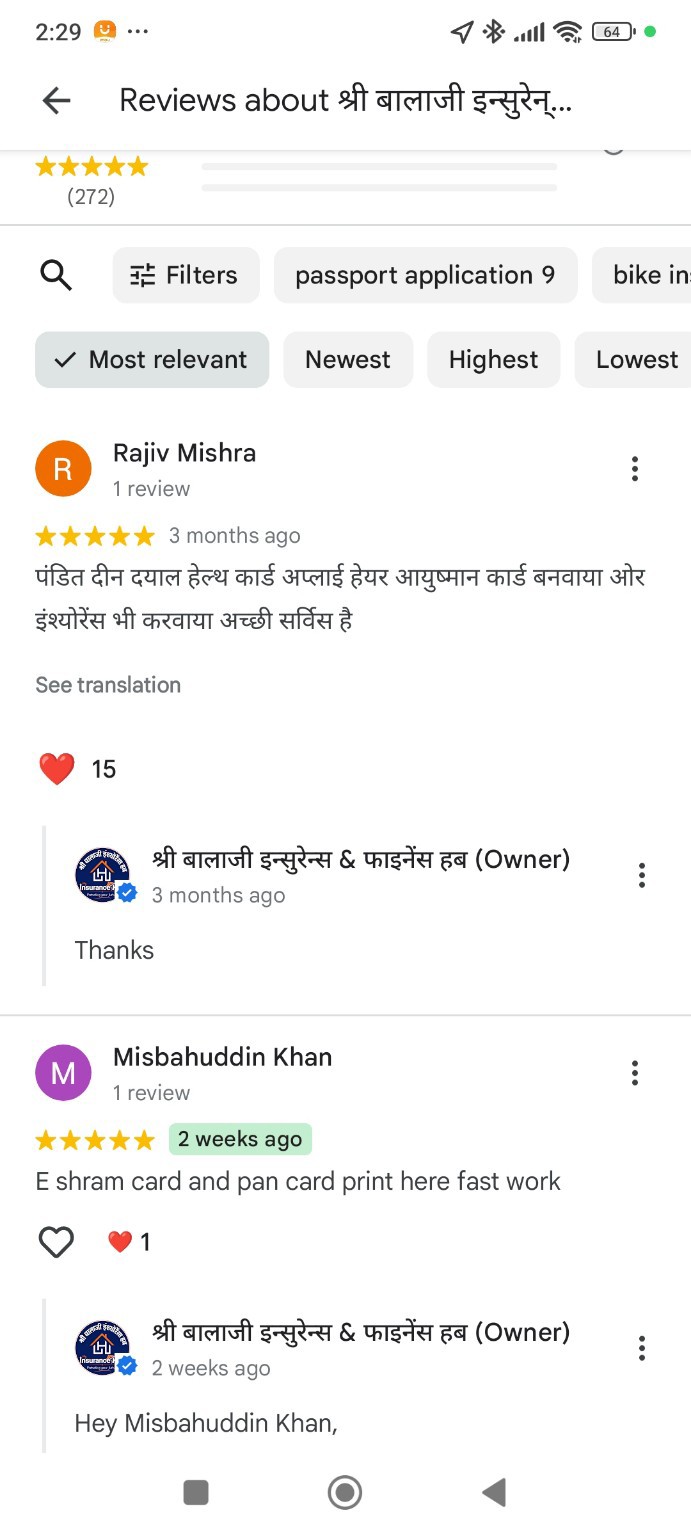 2:29
64
Reviews about श्री बालाजी इन्सुरेन्...
(272)
Filters
passport application 9
bike in
Most relevant
Newest
Highest
Lowest
R
Rajiv Mishra
1 review
3 months ago
पंडित दीन दयाल हेल्थ कार्ड अप्लाई हेयर आयुष्मान कार्ड बनवाया ओर
इंश्योरेंस भी करवाया अच्छी सर्विस है
See translation
15
श्री बालाजी इन्सुरेन्स & फाइनेंस हब (Owner)
3 months ago
Thanks
M
Misbahuddin Khan
1 review
2 weeks ago
E shram card and pan card print here fast work
1
श्री बालाजी इन्सुरेन्स & फाइनेंस हब (Owner)
2 weeks ago
Hey Misbahuddin Khan,